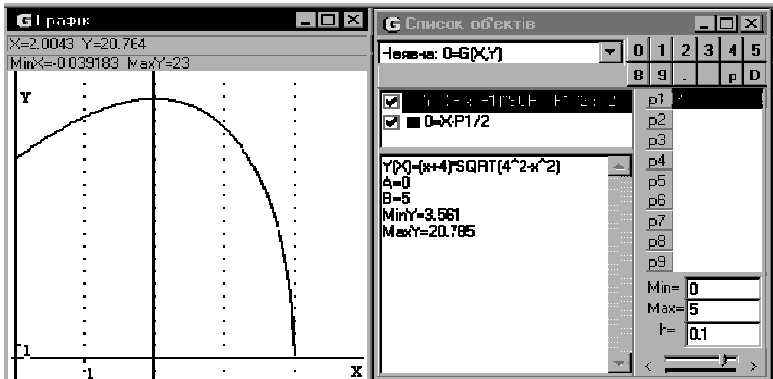 Графік
X=2.0043 Y=20.764
MinX=-0.039183 MaxY=23
Y
1
1
X
Список об'єктів
Неявна: 0=G(X,Y)
0 1 2 3 4 5
8 9 . p D
0=X-P1/2
Y(X)=(x+4)*SQRT(4^2-x^2)
A=0
B=5
MinY=3.561
MaxY=20.785
p1
p2
p3
p4
p5
p6
p7
p8
p9
Min= 0
Max= 5
h= 0.1